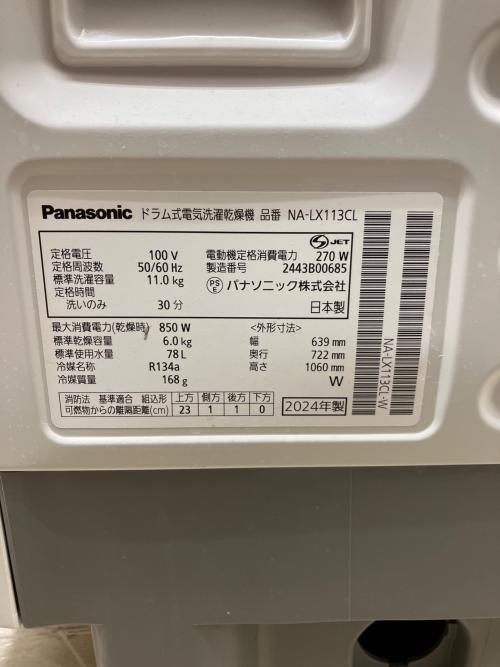 Panasonic ドラム式電気洗濯乾燥機 品番 NA-LX113CL
JET
定格電圧 100 V 電動機定格消費電力 270 W
定格周波数 50/60 Hz 製造番号 2443B00685
標準洗濯容量 11.0 kg PSE パナソニック株式会社
定格時間
洗いのみ 30分 日本製
最大消費電力(乾燥時) 850 W <外形寸法>
標準乾燥容量 6.0 kg 幅 639 mm
標準使用水量 78 L 奥行 722 mm
冷媒名称 R134a 高さ 1060 mm
冷媒質量 168 g W
消防法 基準適合 組込形 上方 側方 後方 下方
可燃物からの離隔距離(cm) 23 1 1 0 2024年製
NA-LX113CL-W